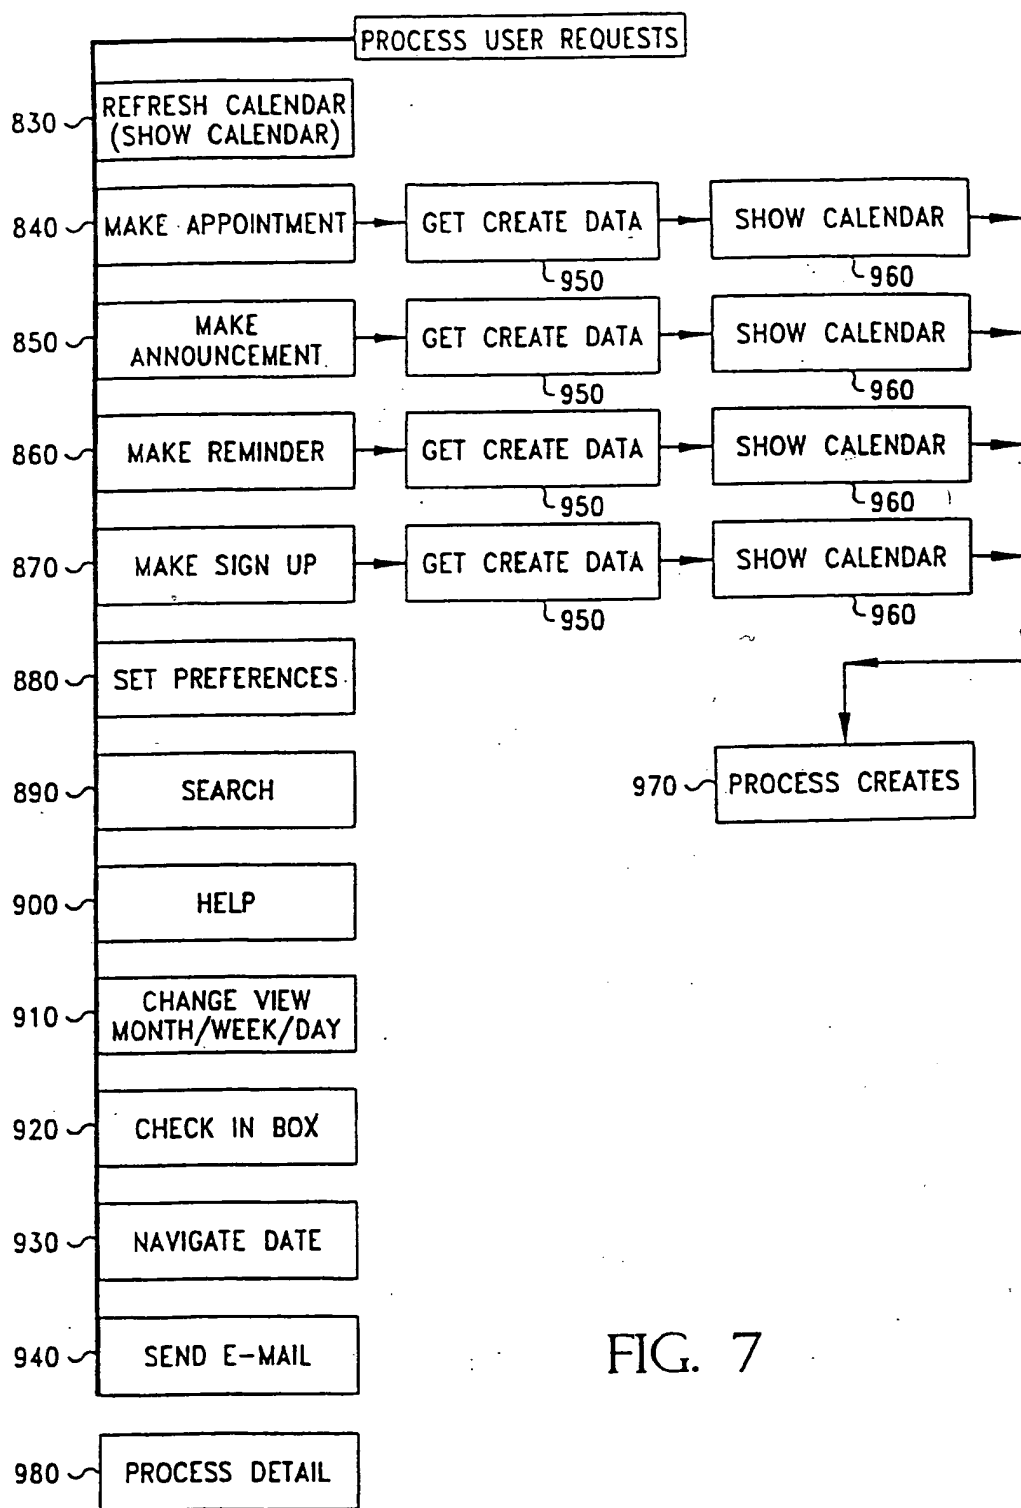 PROCESS USER REQUESTS
830 REFRESH CALENDAR
(SHOW CALENDAR)
840 MAKE APPOINTMENT GET CREATE DATA SHOW CALENDAR
950 960
850 MAKE
ANNOUNCEMENT GET CREATE DATA SHOW CALENDAR
950 960
860 MAKE REMINDER GET CREATE DATA SHOW CALENDAR
950 960
870 MAKE SIGN UP GET CREATE DATA SHOW CALENDAR
950 960
880 SET PREFERENCES
890 SEARCH
970 PROCESS CREATES
900 HELP
910 CHANGE VIEW
MONTH/WEEK/DAY
920 CHECK IN BOX
930 NAVIGATE DATE
940 SEND E-MAIL
FIG. 7
980 PROCESS DETAIL